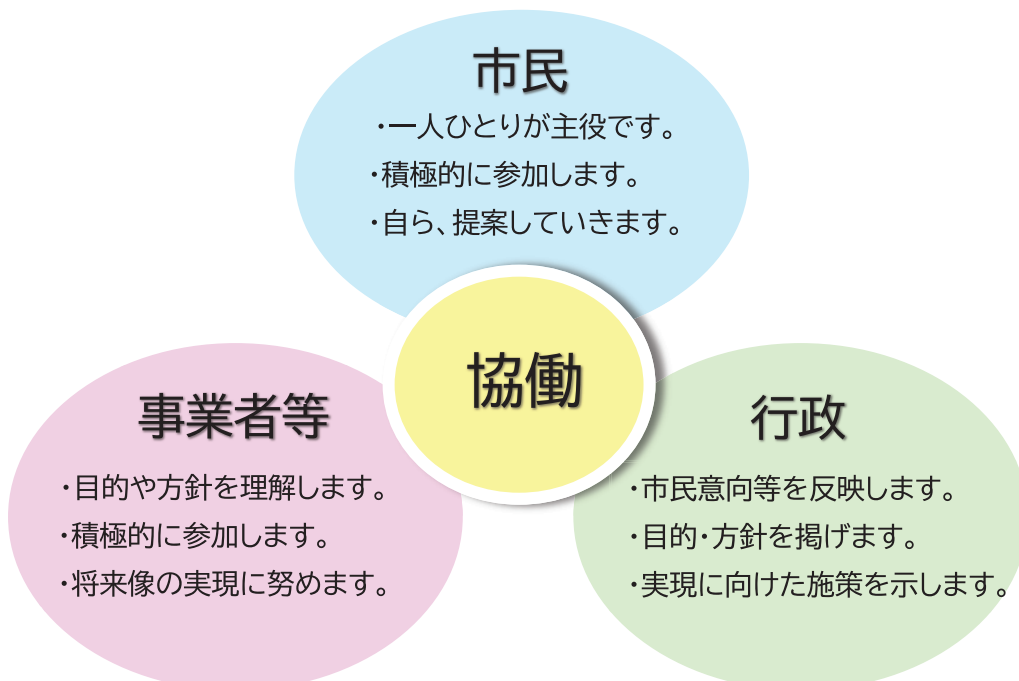 市民
・一人ひとりが主役です。
・積極的に参加します。
・自ら、提案していきます。
協働
事業者等
・目的や方針を理解します。
・積極的に参加します。
・将来像の実現に努めます。
行政
・市民意向等を反映します。
・目的・方針を掲げます。
・実現に向けた施策を示します。